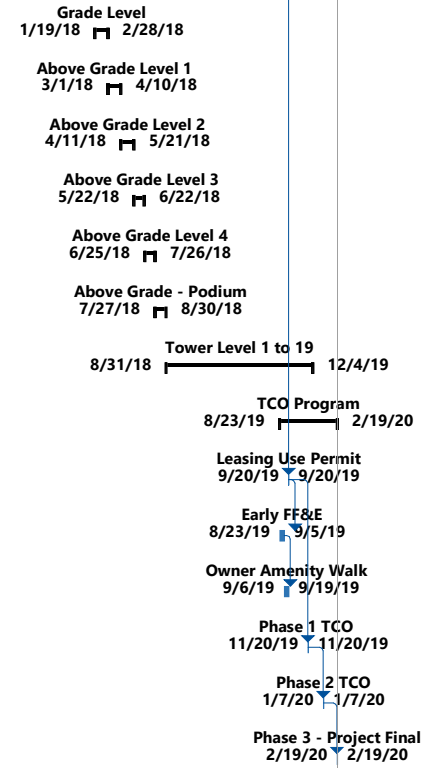 Grade Level
1/19/18 2/28/18
Above Grade Level 1
3/1/18 4/10/18
Above Grade Level 2
4/11/18 5/21/18
Above Grade Level 3
5/22/18 6/22/18
Above Grade Level 4
6/25/18 7/26/18
Above Grade - Podium
7/27/18 8/30/18
Tower Level 1 to 19
8/31/18 12/4/19
TCO Program
8/23/19 2/19/20
Leasing Use Permit
9/20/19 9/20/19
Early FF&E
8/23/19 9/5/19
Owner Amenity Walk
9/6/19 9/19/19
Phase 1 TCO
11/20/19 11/20/19
Phase 2 TCO
1/7/20 1/7/20
Phase 3 - Project Final
2/19/20 2/19/20